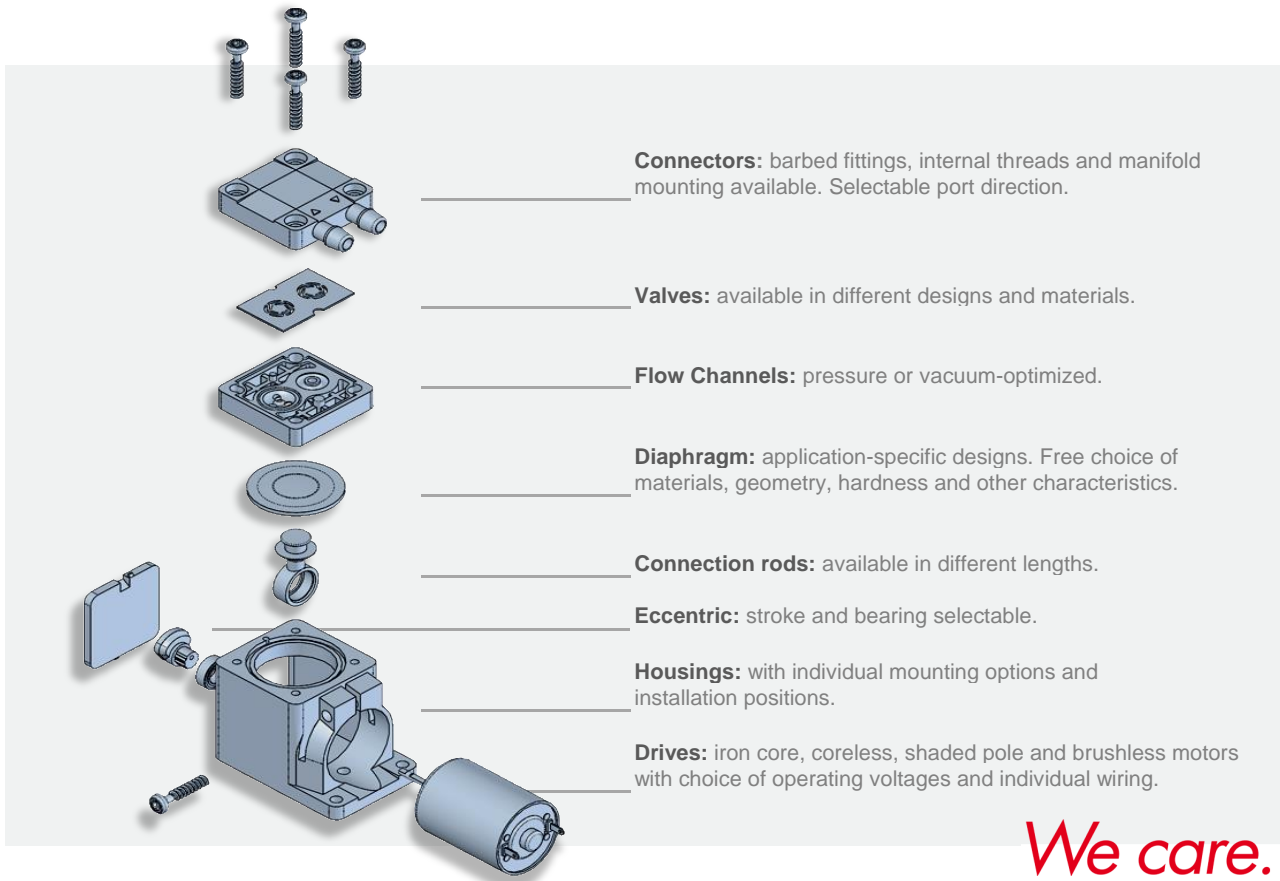 Connectors: barbed fittings, internal threads and manifold
mounting available. Selectable port direction.
Valves: available in different designs and materials.
Flow Channels: pressure or vacuum-optimized.
Diaphragm: application-specific designs. Free choice of
materials, geometry, hardness and other characteristics.
Connection rods: available in different lengths.
Eccentric: stroke and bearing selectable.
Housings: with individual mounting options and
installation positions.
Drives: iron core, coreless, shaded pole and brushless motors
with choice of operating voltages and individual wiring.
We care.